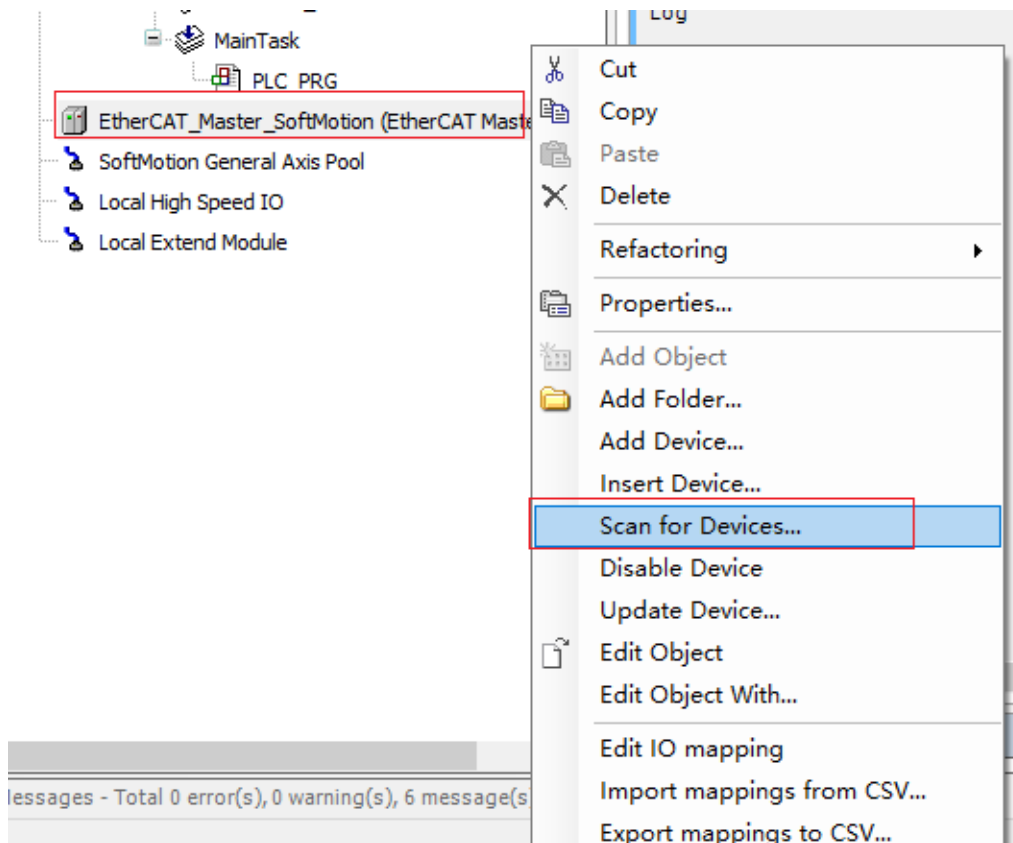 Log
MainTask
PLC_PRG
EtherCAT_Master_SoftMotion (EtherCAT Maste
SoftMotion General Axis Pool
Local High Speed IO
Local Extend Module
Cut
Copy
Paste
Delete
Refactoring
Properties...
Add Object
Add Folder...
Add Device...
Insert Device...
Scan for Devices...
Disable Device
Update Device...
Edit Object
Edit Object With...
Edit IO mapping
Import mappings from CSV...
Export mappings to CSV...
lessages - Total 0 error(s), 0 warning(s), 6 message(s